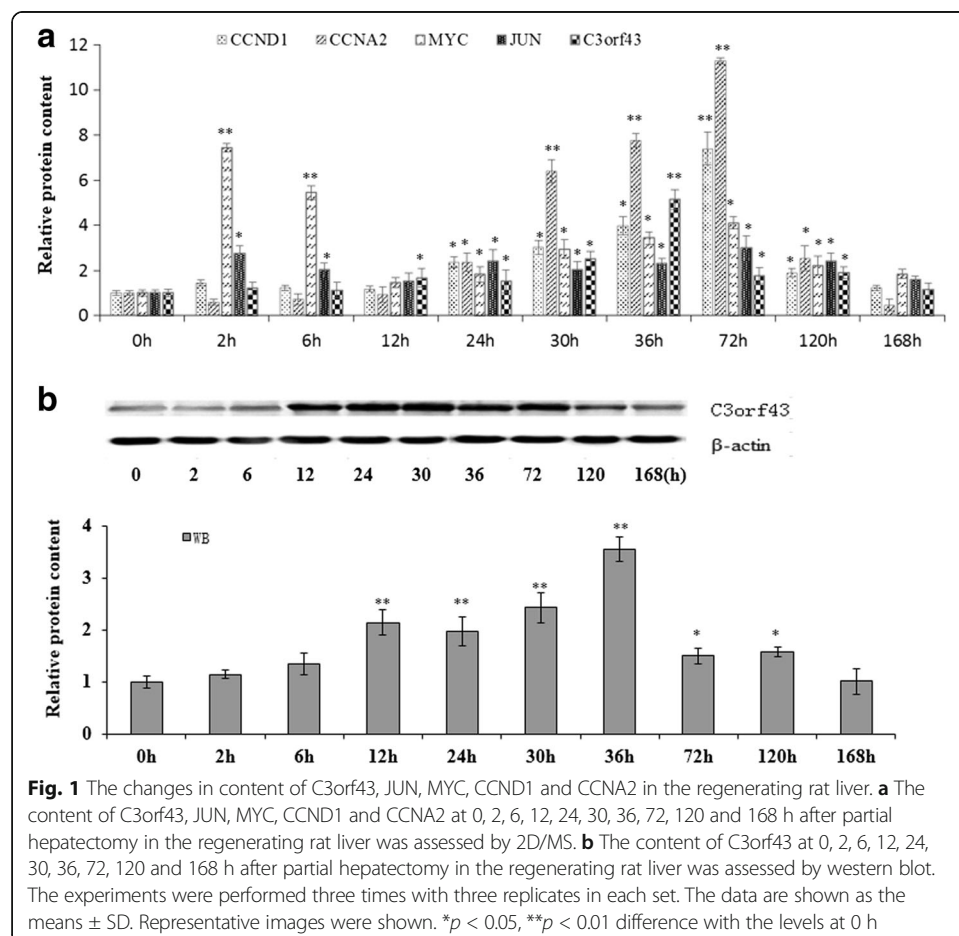 a
CCND1 CCNA2 MYC JUN C3orf43
Relative protein content
12
10
8
6
4
2
0
** * ** * * * * * * * ** * * * * ** * * ** ** ** * * * * * * * *
0h 2h 6h 12h 24h 30h 36h 72h 120h 168h
b
C3orf43
β-actin
0 2 6 12 24 30 36 72 120 168(h)
Relative protein content
4
3
2
1
0
WB
** ** ** ** * *
0h 2h 6h 12h 24h 30h 36h 72h 120h 168h
Fig. 1 The changes in content of C3orf43, JUN, MYC, CCND1 and CCNA2 in the regenerating rat liver. a The
content of C3orf43, JUN, MYC, CCND1 and CCNA2 at 0, 2, 6, 12, 24, 30, 36, 72, 120 and 168 h after partial
hepatectomy in the regenerating rat liver was assessed by 2D/MS. b The content of C3orf43 at 0, 2, 6, 12, 24,
30, 36, 72, 120 and 168 h after partial hepatectomy in the regenerating rat liver was assessed by western blot.
The experiments were performed three times with three replicates in each set. The data are shown as the
means ± SD. Representative images were shown. *p < 0.05, **p < 0.01 difference with the levels at 0 h